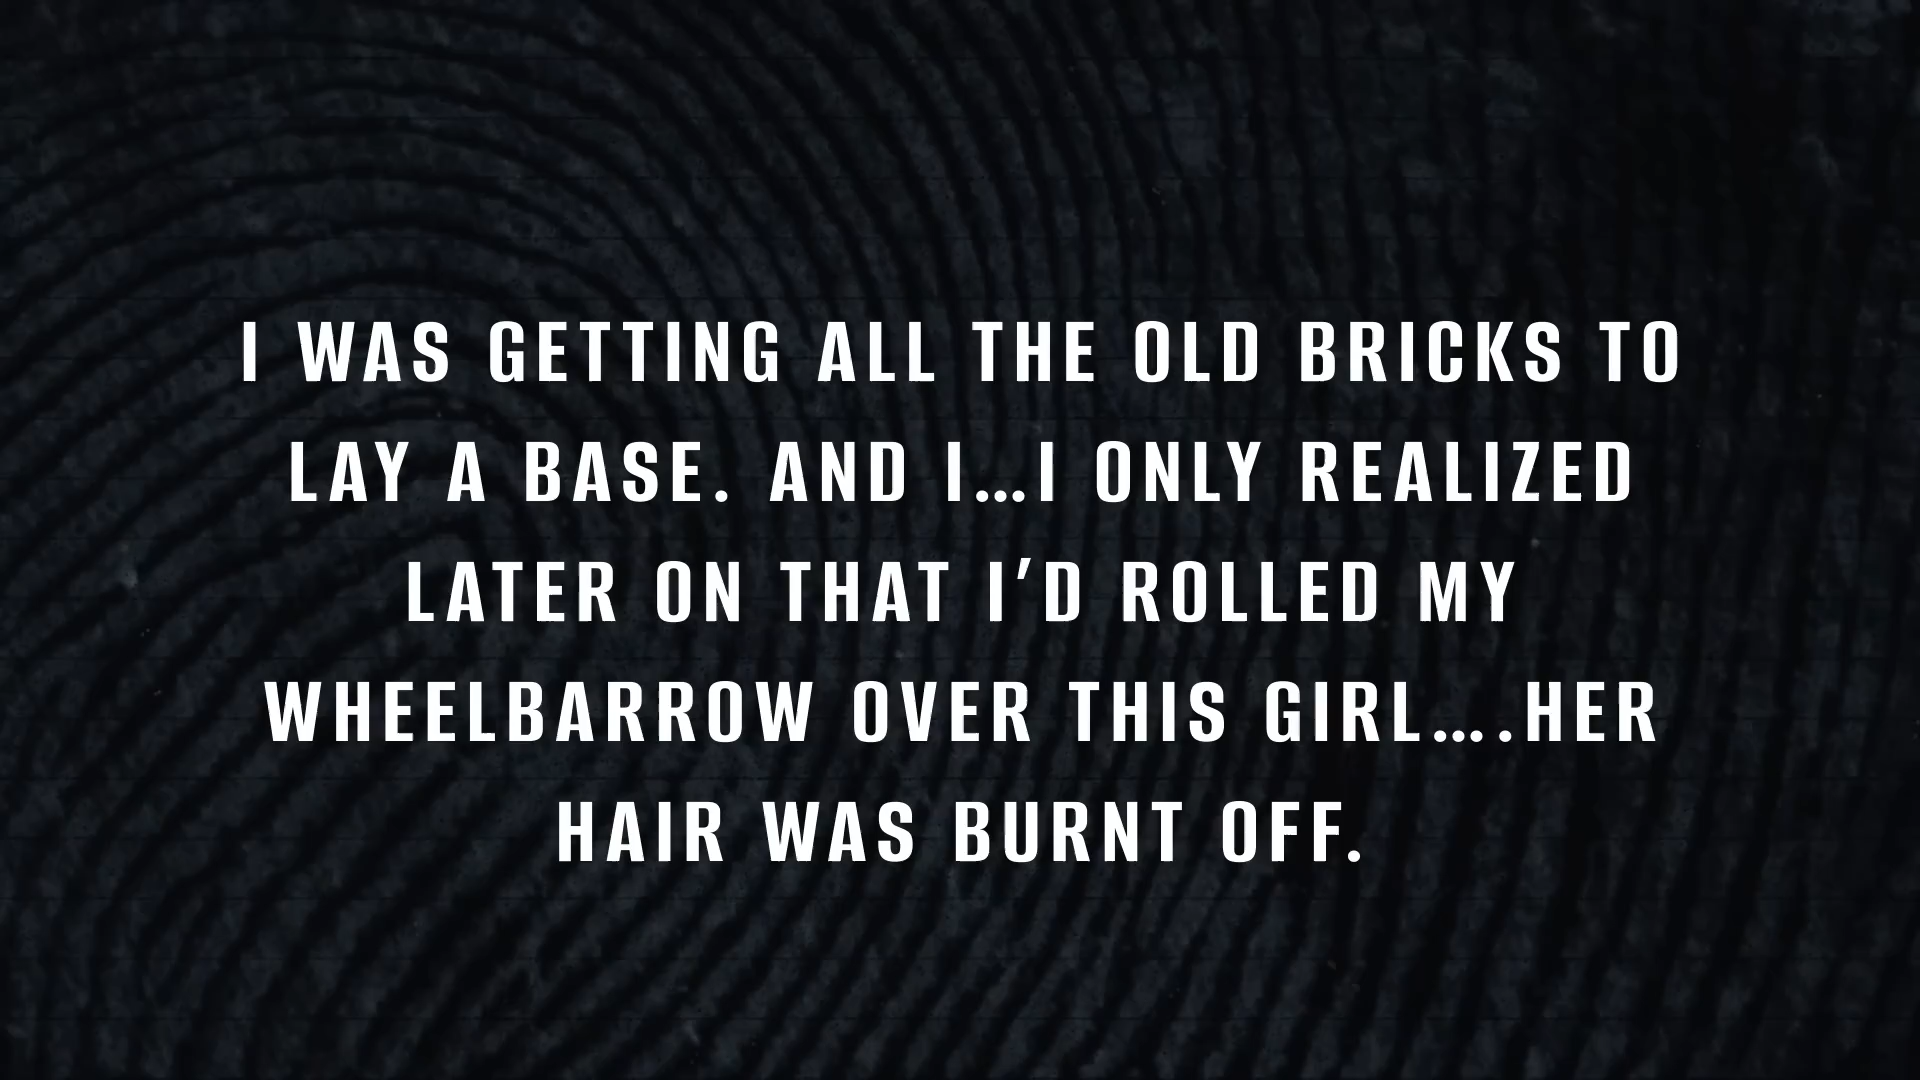 I WAS GETTING ALL THE OLD BRICKS TO
LAY A BASE. AND I...I ONLY REALIZED
LATER ON THAT I'D ROLLED MY
WHEELBARROW OVER THIS GIRL....HER
HAIR WAS BURNT OFF.